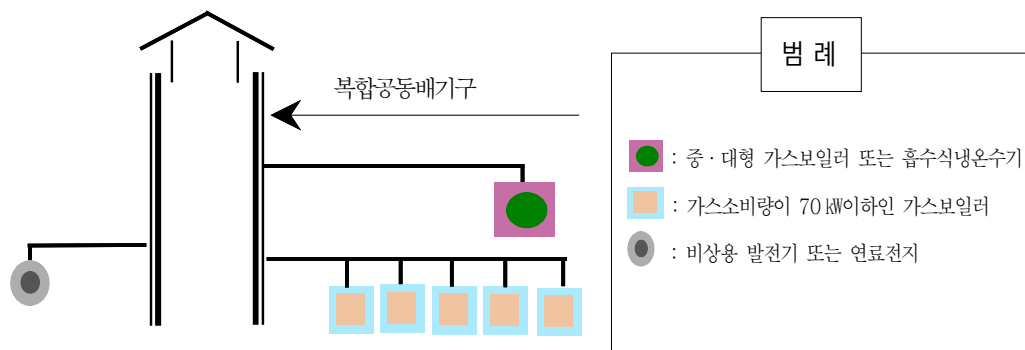 복합공동배기구
범 례
: 중·대형 가스보일러 또는 흡수식냉온수기
: 가스소비량이 70 ㎾이하인 가스보일러
: 비상용 발전기 또는 연료전지